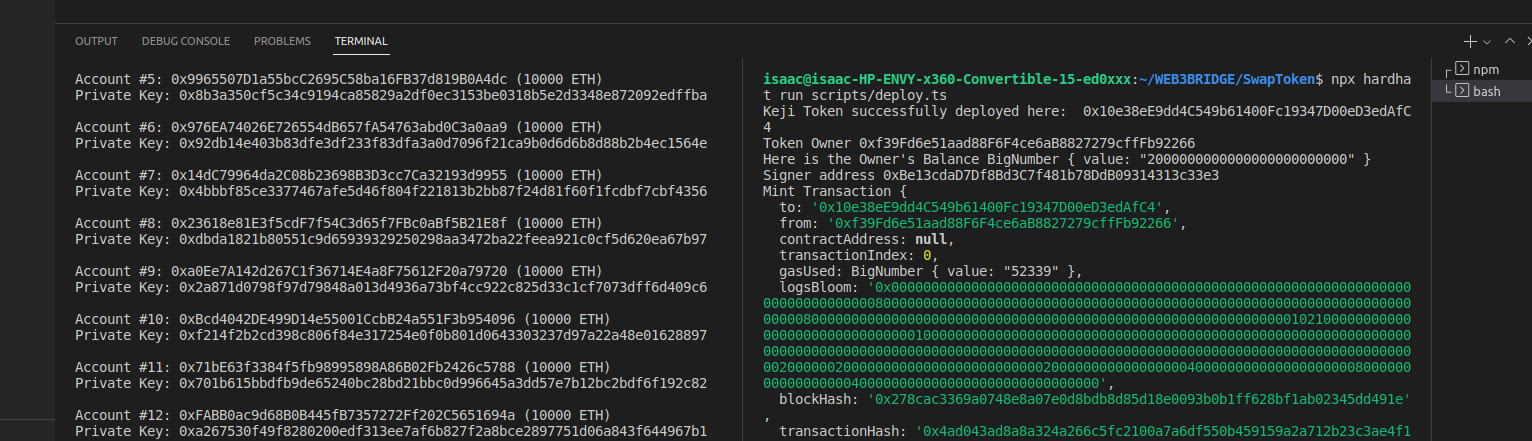 OUTPUT DEBUG CONSOLE PROBLEMS TERMINAL
Account #5: 0x9965507D1a55bcC2695C58ba16FB37d819B0A4dc (10000 ETH)
Private Key: 0x8b3a350cf5c34c9194ca85829a2df0ec3153be0318b5e2d3348e872092edffba
Account #6: 0x976EA74026E726554dB657fA54763abd0C3a0aa9 (10000 ETH)
Private Key: 0x92db14e403b83dfe3df233f83dfa3a0d7096f21ca9b0d6d6b8d88b2b4ec1564e
Account #7: 0x14dC79964da2C08b23698B3D3cc7Ca32193d9955 (10000 ETH)
Private Key: 0x4bbbf85ce3377467afe5d46f804f221813b2bb87f24d81f60f1fcdbf7cbf4356
Account #8: 0x23618e81E3f5cdF7f54C3d65f7FBc0aBf5B21E8f (10000 ETH)
Private Key: 0xdbda1821b80551c9d65939329250298aa3472ba22feea921c0cf5d620ea67b97
Account #9: 0xa0Ee7A142d267C1f36714E4a8F75612F20a79720 (10000 ETH)
Private Key: 0x2a871d0798f97d79848a013d4936a73bf4cc922c825d33c1cf7073dff6d409c6
Account #10: 0xBcd4042DE499D14e55001CcbB24a551F3b954096 (10000 ETH)
Private Key: 0xf214f2b2cd398c806f84e317254e0f0b801d0643303237d97a22a48e01628897
Account #11: 0x71bE63f3384f5fb98995898A86B02Fb2426c5788 (10000 ETH)
Private Key: 0x701b615bbdfb9de65240bc28bd21bbc0d996645a3dd57e7b12bc2bdf6f192c82
Account #12: 0xFABB0ac9d68B0B445fB7357272Ff202C5651694a (10000 ETH)
Private Key: 0xa267530f49f8280200edf313ee7af6b827f2a8bce2897751d06a843f644967b1
isaac@isaac-HP-ENVY-x360-Convertible-15-ed0xxx:~/WEB3BRIDGE/SwapToken$ npx hardha
t run scripts/deploy.ts
Keji Token successfully deployed here:  0x10e38eE9dd4C549b61400Fc19347D00eD3edAfC
4
Token Owner 0xf39Fd6e51aad88F6F4ce6aB8827279cffFb92266
Here is the Owner's Balance BigNumber { value: "2000000000000000000000000" }
Signer address 0xBe13cdaD7Df8Bd3C7f481b78DdB09314313c33e3
Mint Transaction {
to: '0x10e38eE9dd4C549b61400Fc19347D00eD3edAfC4',
from: '0xf39Fd6e51aad88F6F4ce6aB8827279cffFb92266',
contractAddress: null,
transactionIndex: 0,
gasUsed: BigNumber { value: "52339" },
logsBloom:
blockHash: '0x278cac3369a0748e8a07e0d8bdb8d85d18e0093b0b1ff628bf1ab02345dd491e'
,
transactionHash: '0x4ad043ad8a8a324a266c5fc2100a7a6df550b459159a2a712b23c3ae4f1
npm
bash